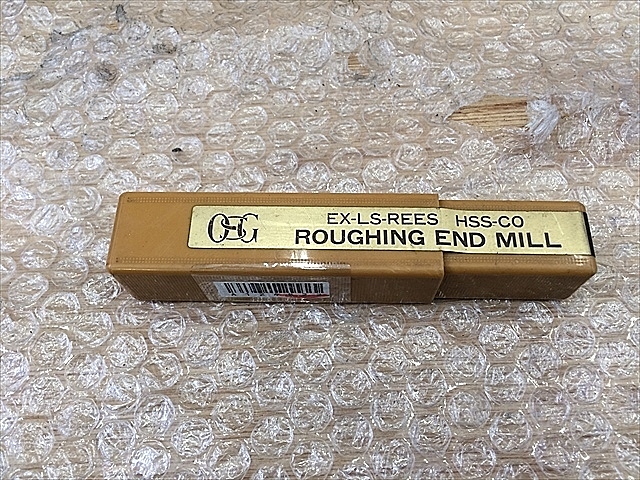 OSG
EX-LS-REES HSS-CO
ROUGHING END MILL